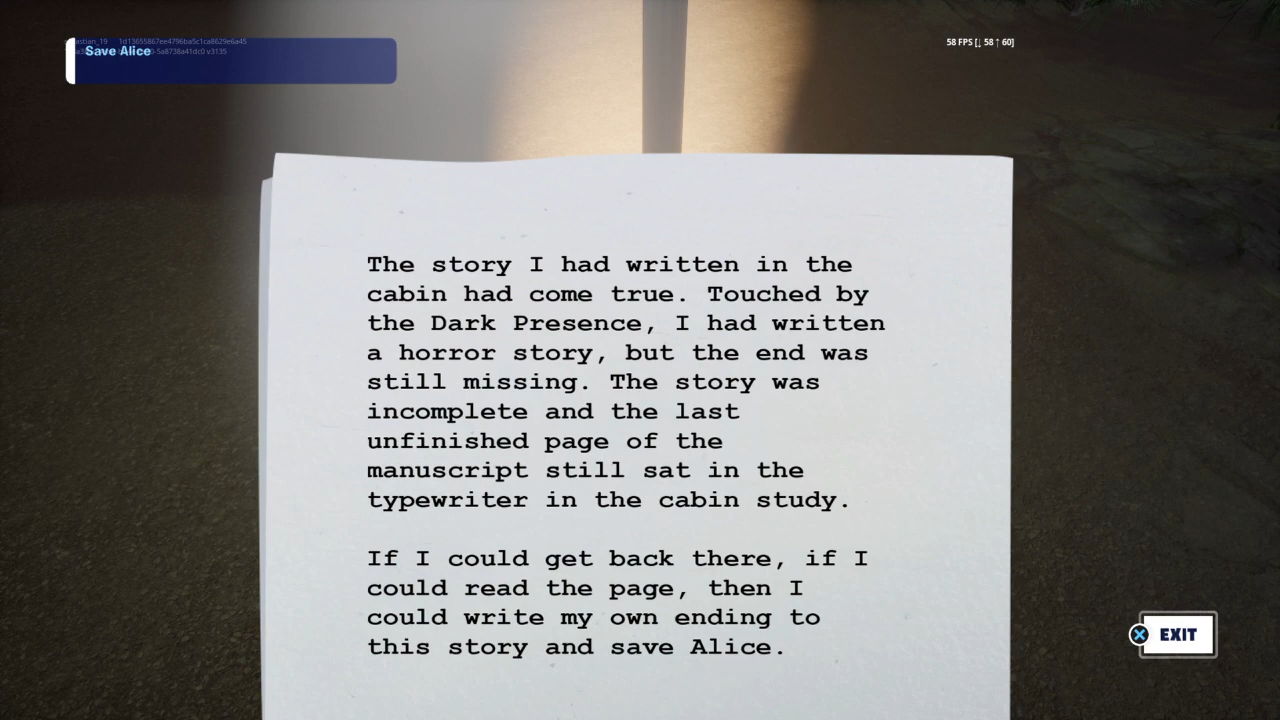 Save Alice
58 FPS [↓ 58 ↑ 60]
The story I had written in the
cabin had come true. Touched by
the Dark Presence, I had written
a horror story, but the end was
still missing. The story was
incomplete and the last
unfinished page of the
manuscript still sat in the
typewriter in the cabin study.
If I could get back there, if I
could read the page, then I
could write my own ending to
this story and save Alice.
EXIT